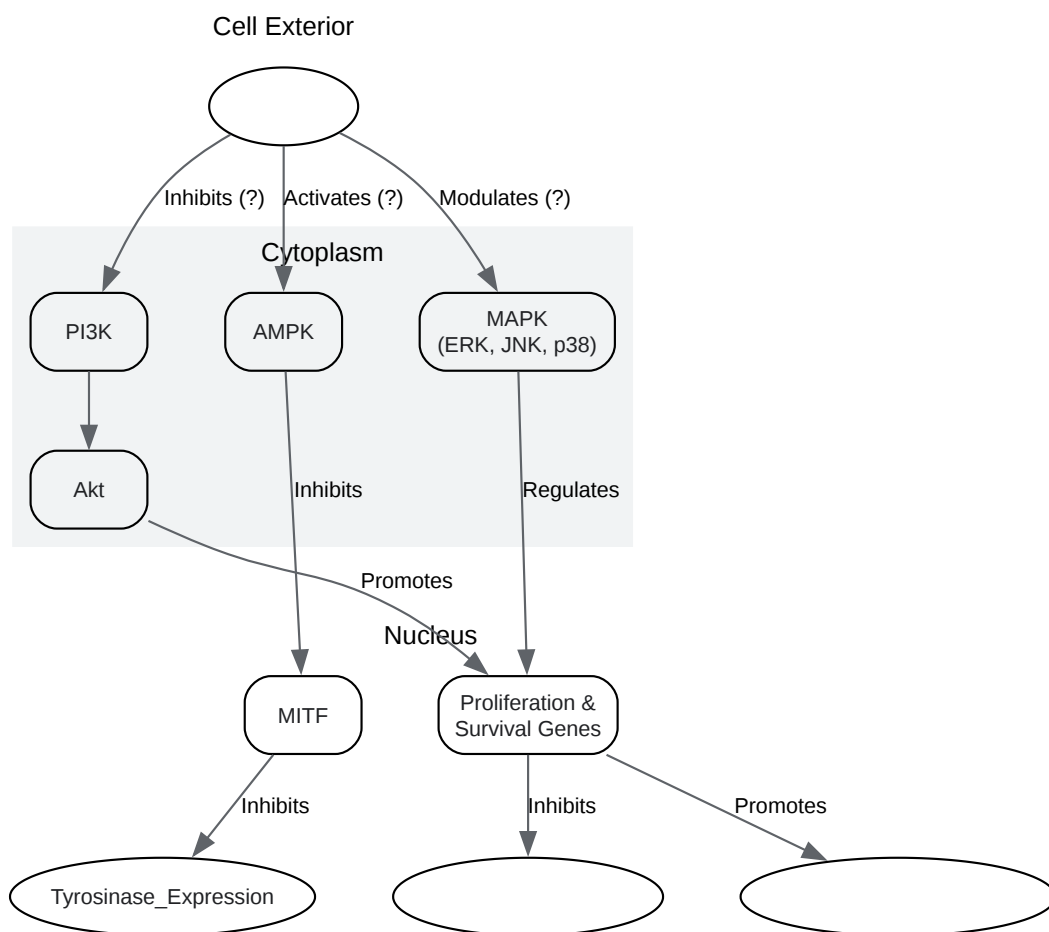 Cell Exterior
Inhibits (?)
Activates (?)
Modulates (?)
Cytoplasm
PI3K
AMPK
MAPK
(ERK, JNK, p38)
Akt
Inhibits
Regulates
Promotes
Nucleus
MITF
Proliferation &
Survival Genes
Inhibits
Inhibits
Promotes
Tyrosinase_Expression